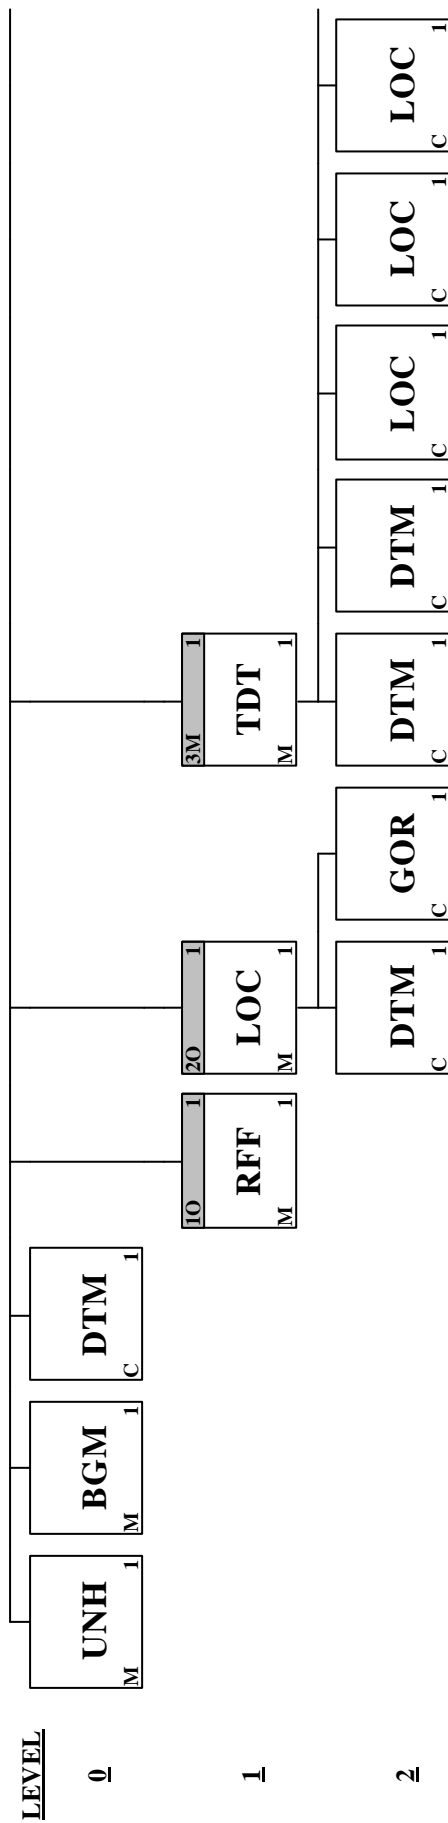 LEVEL
0
UNH
M 1
BGM
M 1
DTM
C 1
1
1O 1
RFF
M 1
2O 1
LOC
M 1
3M 1
TDT
M 1
2
DTM
C 1
GOR
C 1
DTM
C 1
DTM
C 1
LOC
C 1
LOC
C 1
LOC
C 1